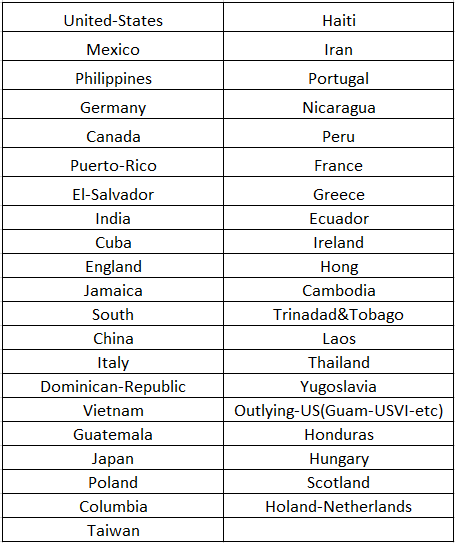 United-States Haiti
Mexico Iran
Philippines Portugal
Germany Nicaragua
Canada Peru
Puerto-Rico France
El-Salvador Greece
India Ecuador
Cuba Ireland
England Hong
Jamaica Cambodia
South Trinadad&Tobago
China Laos
Italy Thailand
Dominican-Republic Yugoslavia
Vietnam Outlying-US(Guam-USVI-etc)
Guatemala Honduras
Japan Hungary
Poland Scotland
Columbia Holand-Netherlands
Taiwan